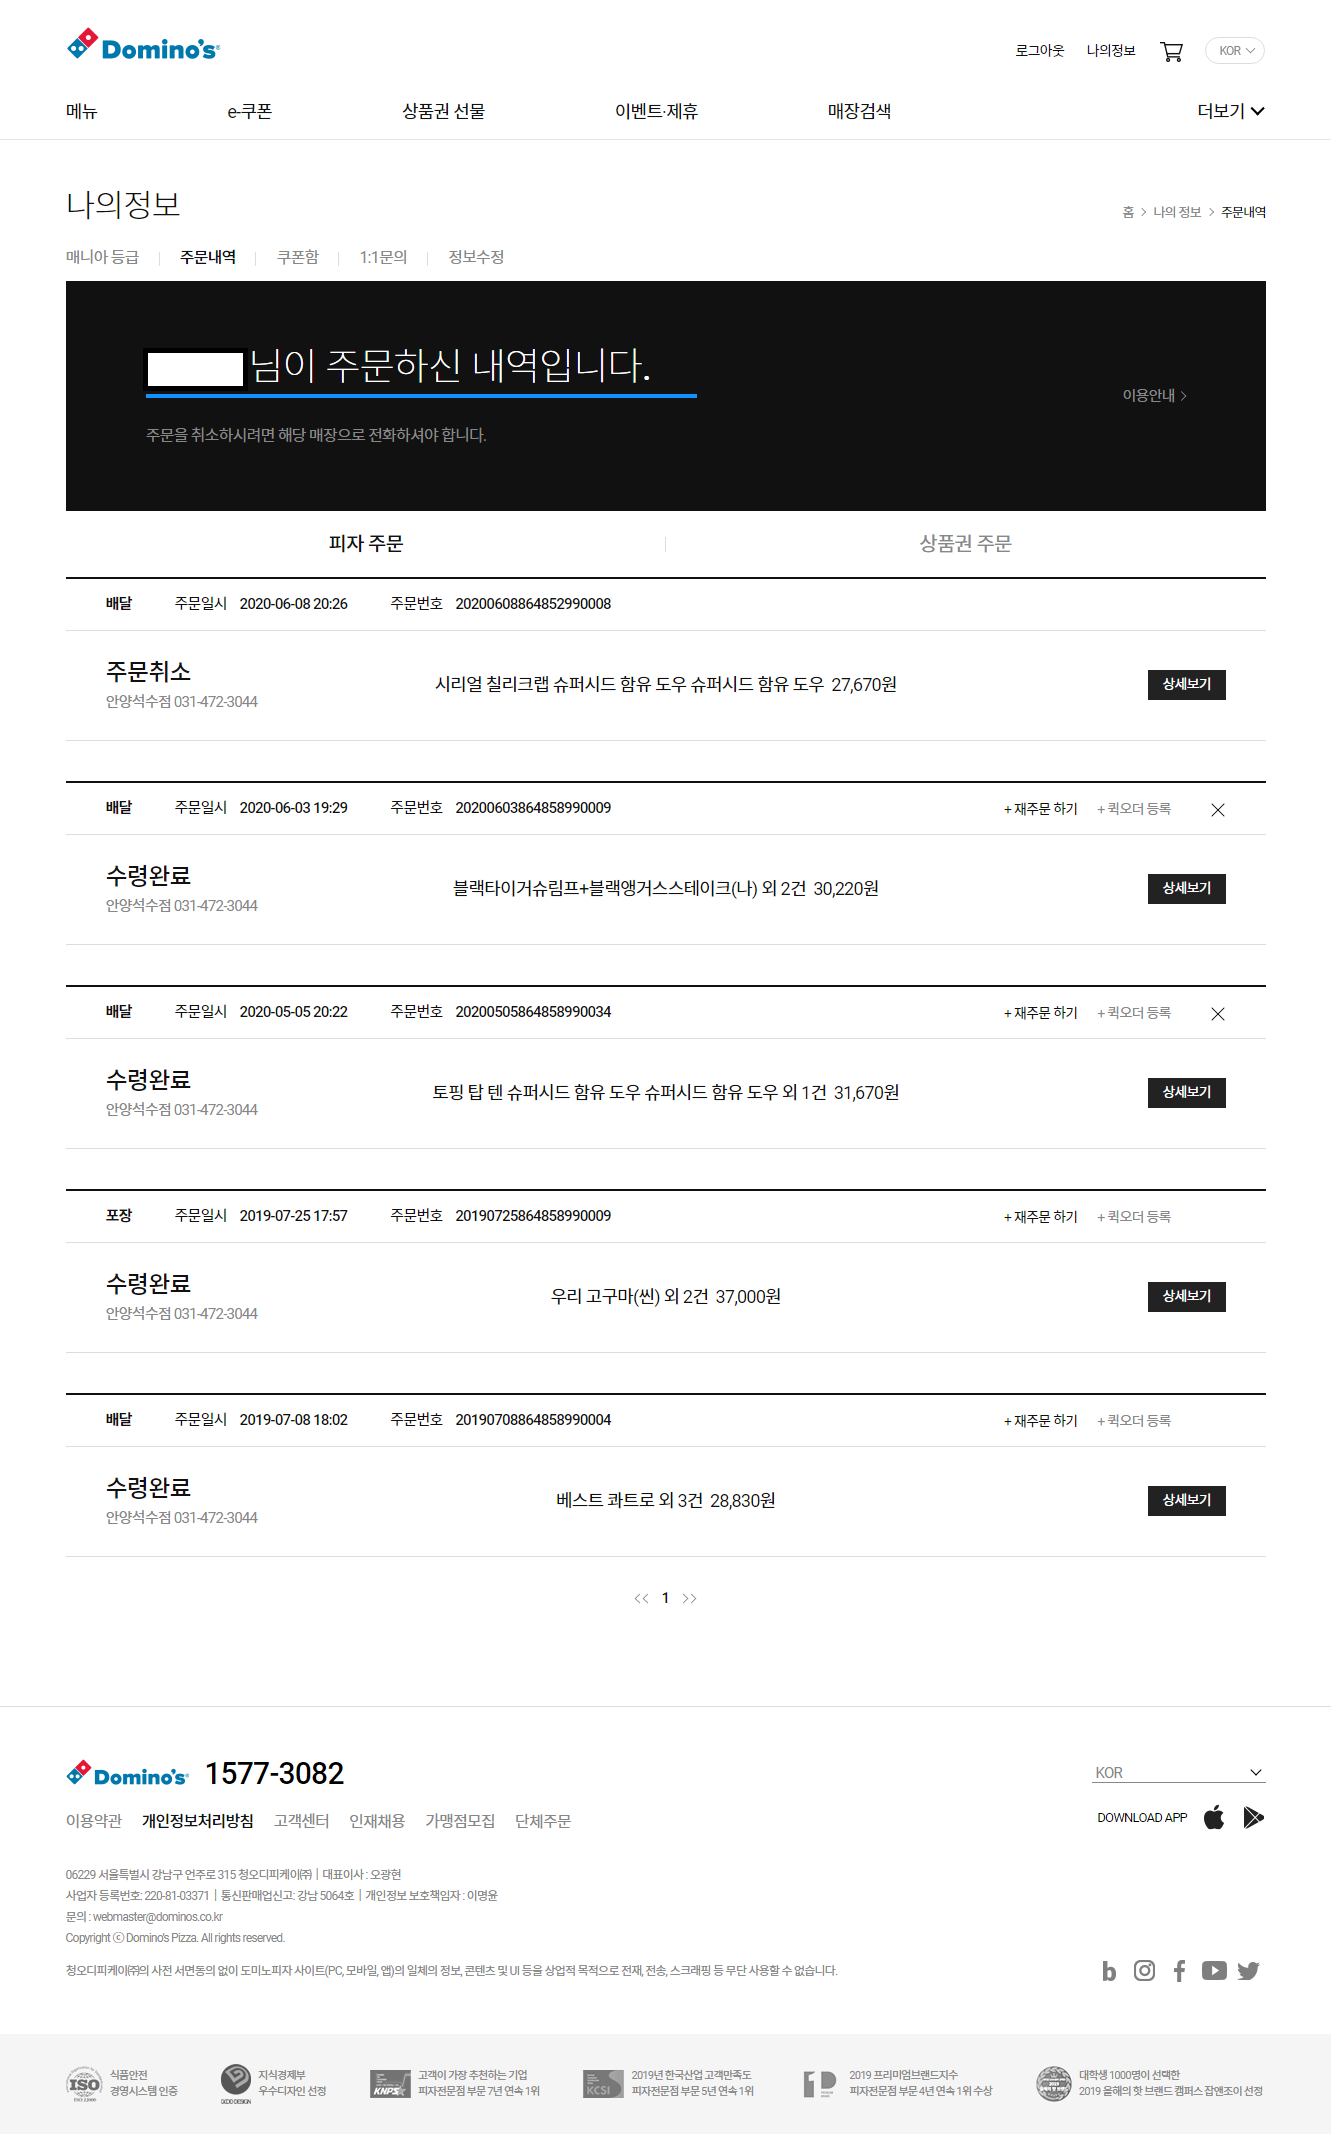 Domino's
로그아웃 나의정보 KOR
메뉴 e-쿠폰 상품권 선물 이벤트·제휴 매장검색 더보기
나의정보
홈 > 나의 정보 > 주문내역
매니아 등급 주문내역 쿠폰함 1:1문의 정보수정
님이 주문하신 내역입니다.
이용안내 >
주문을 취소하시려면 해당 매장으로 전화하셔야 합니다.
피자 주문 상품권 주문
배달 주문일시 2020-06-08 20:26 주문번호 20200608864852990008
주문취소
안양석수점 031-472-3044
시리얼 칠리크랩 슈퍼시드 함유 도우 슈퍼시드 함유 도우 27,670원
상세보기
배달 주문일시 2020-06-03 19:29 주문번호 20200603864858990009 + 재주문 하기 + 퀵오더 등록
수령완료
안양석수점 031-472-3044
블랙타이거슈림프+블랙앵거스스테이크(나) 외 2건 30,220원
상세보기
배달 주문일시 2020-05-05 20:22 주문번호 20200505864858990034 + 재주문 하기 + 퀵오더 등록
수령완료
안양석수점 031-472-3044
토핑 탑 텐 슈퍼시드 함유 도우 슈퍼시드 함유 도우 외 1건 31,670원
상세보기
포장 주문일시 2019-07-25 17:57 주문번호 20190725864858990009 + 재주문 하기 + 퀵오더 등록
수령완료
안양석수점 031-472-3044
우리 고구마(씬) 외 2건 37,000원
상세보기
배달 주문일시 2019-07-08 18:02 주문번호 20190708864858990004 + 재주문 하기 + 퀵오더 등록
수령완료
안양석수점 031-472-3044
베스트 콰트로 외 3건 28,830원
상세보기
<< 1 >>
Domino's 1577-3082
KOR
이용약관 개인정보처리방침 고객센터 인재채용 가맹점모집 단체주문
DOWNLOAD APP
06229 서울특별시 강남구 언주로 315 청오디피케이㈜ | 대표이사 : 오광현
사업자 등록번호: 220-81-03371 | 통신판매업신고: 강남 5064호 | 개인정보 보호책임자 : 이명윤
문의 : webmaster@dominos.co.kr
Copyright ⓒ Domino's Pizza. All rights reserved.
청오디피케이㈜의 사전 서면동의 없이 도미노피자 사이트(PC, 모바일, 앱)의 일체의 정보, 콘텐츠 및 UI 등을 상업적 목적으로 전재, 전송, 스크래핑 등 무단 사용할 수 없습니다.
ISO
식품안전
경영시스템 인증
GOOD DESIGN
지식경제부
우수디자인 선정
KNPS
고객이 가장 추천하는 기업
피자전문점 부문 7년 연속 1위
KCSI
2019년 한국산업 고객만족도
피자전문점 부문 5년 연속 1위
2019 프리미엄브랜드지수
피자전문점 부문 4년 연속 1위 수상
대학생 1000명이 선택한
2019 올해의 핫 브랜드 캠퍼스 잡앤조이 선정